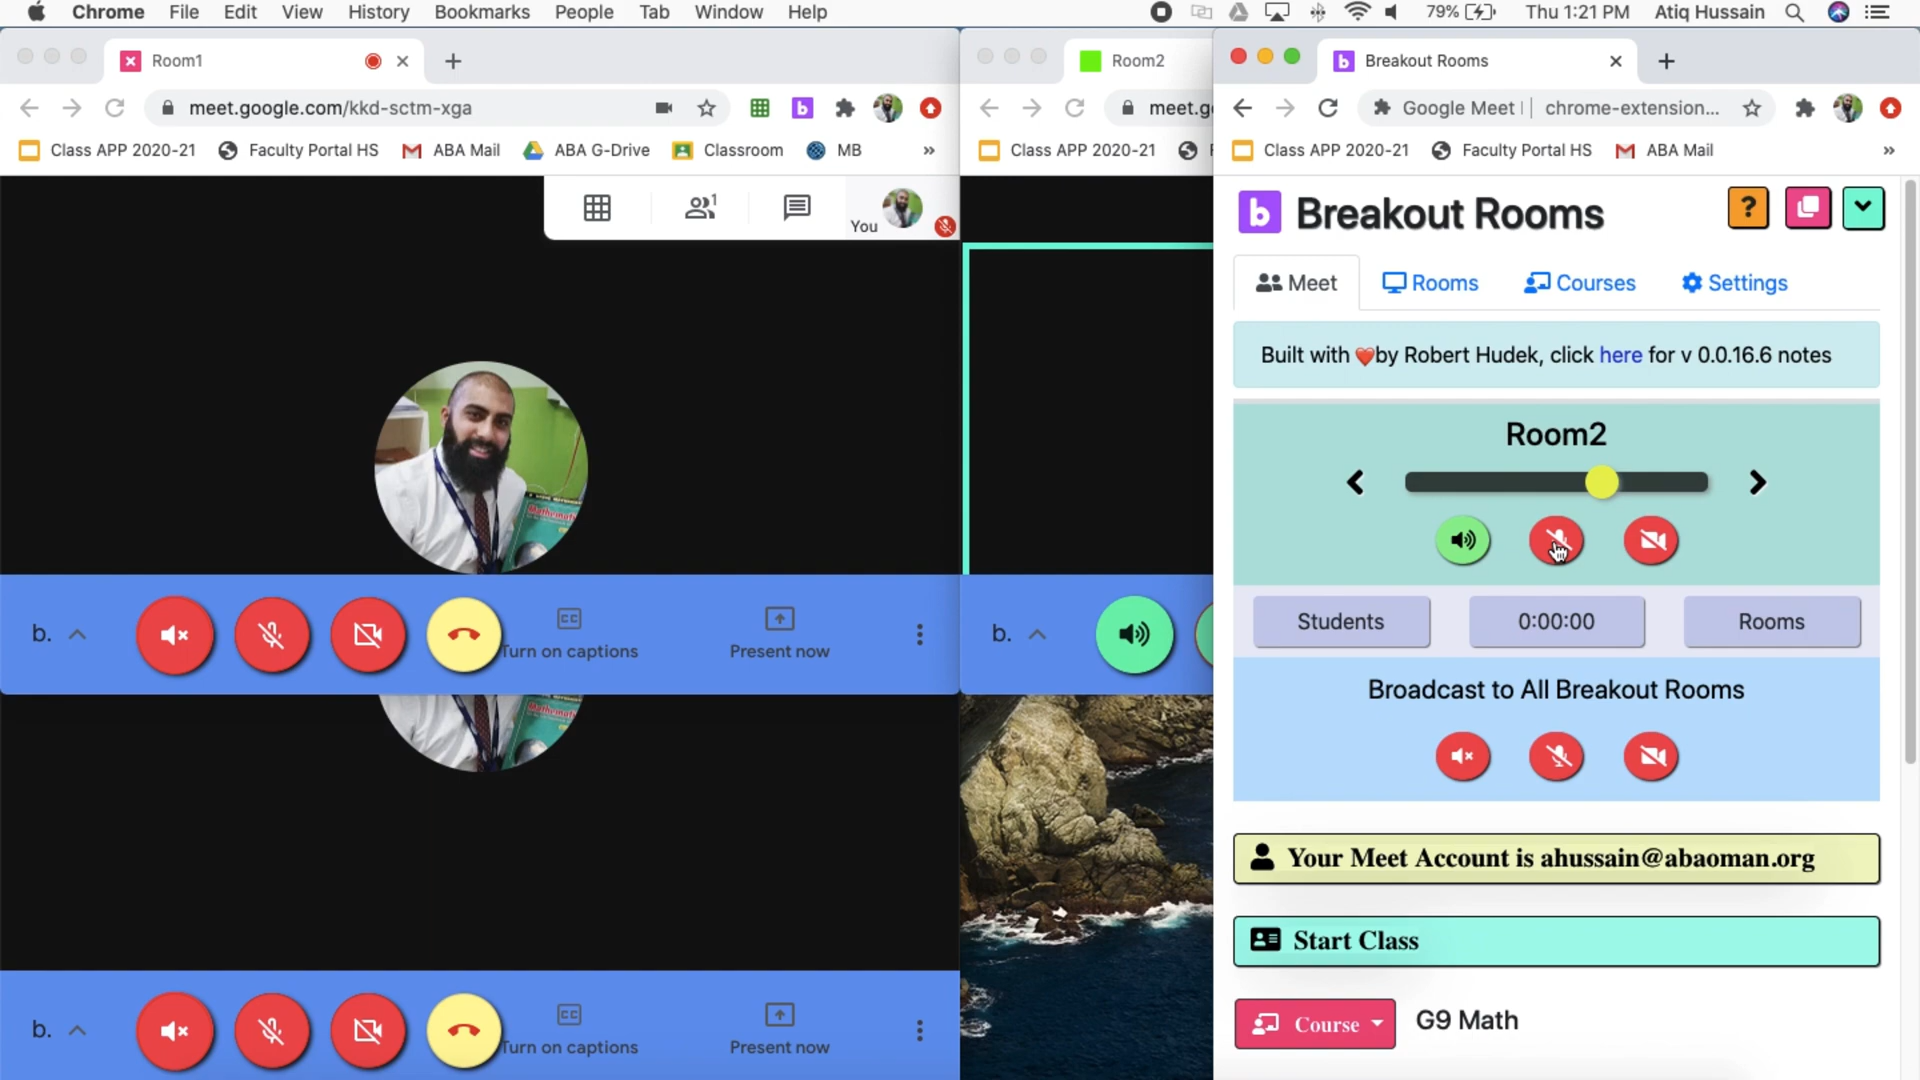 Chrome File Edit View History Bookmarks People Tab Window Help 79% Thu 1:21 PM Atiq Hussain
Room1
meet.google.com/kkd-sctm-xga
Class APP 2020-21 Faculty Portal HS ABA Mail ABA G-Drive Classroom MB »
1
You
b. Turn on captions Present now
CC
b. Turn on captions Present now
CC
Room2
meet.g
Class APP 2020-21
b.
b Breakout Rooms
Google Meet | chrome-extension...
Class APP 2020-21 Faculty Portal HS ABA Mail »
b Breakout Rooms ?
Meet Rooms Courses Settings
Built with ❤️by Robert Hudek, click here for v 0.0.16.6 notes
Room2
Students 0:00:00 Rooms
Broadcast to All Breakout Rooms
Your Meet Account is ahussain@abaoman.org
Start Class
Course G9 Math